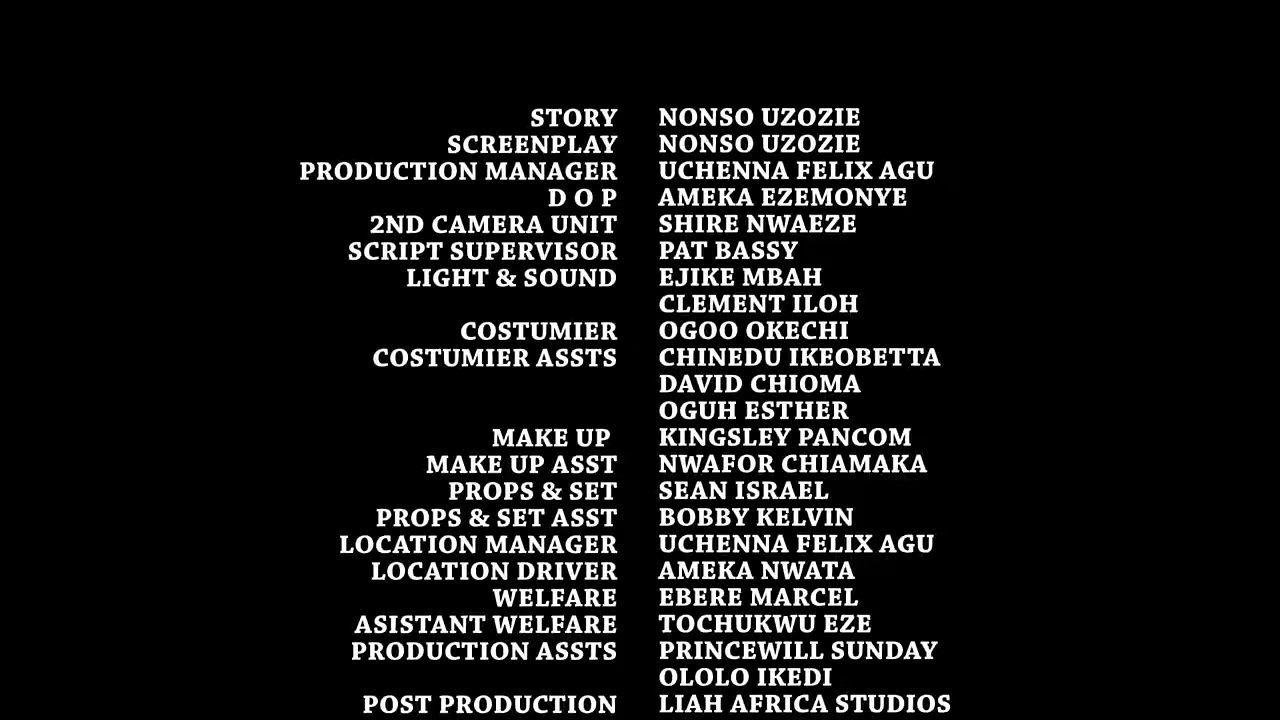 STORY NONSO UZOZIE
SCREENPLAY NONSO UZOZIE
PRODUCTION MANAGER UCHENNA FELIX AGU
D O P AMEKA EZEMONYE
2ND CAMERA UNIT SHIRE NWAEZE
SCRIPT SUPERVISOR PAT BASSY
LIGHT & SOUND EJIKE MBAH
CLEMENT ILOH
COSTUMIER OGOO OKECHI
COSTUMIER ASSTS CHINEDU IKEOBETTA
DAVID CHIOMA
OGUH ESTHER
MAKE UP KINGSLEY PANCOM
MAKE UP ASST NWAFOR CHIAMAKA
PROPS & SET SEAN ISRAEL
PROPS & SET ASST BOBBY KELVIN
LOCATION MANAGER UCHENNA FELIX AGU
LOCATION DRIVER AMEKA NWATA
WELFARE EBERE MARCEL
ASISTANT WELFARE TOCHUKWU EZE
PRODUCTION ASSTS PRINCEWILL SUNDAY
OLOLO IKEDI
POST PRODUCTION LIAH AFRICA STUDIOS